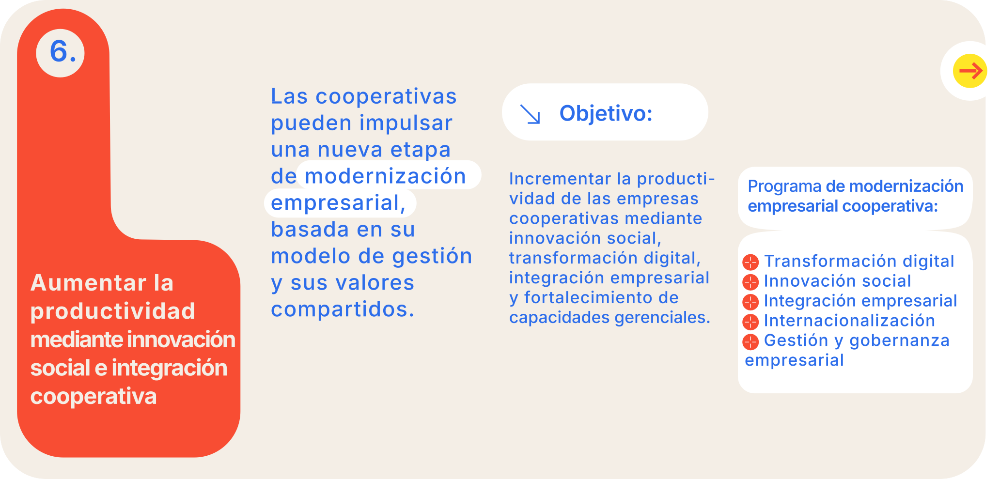 6.
Aumentar la
productividad
mediante innovación
social e integración
cooperativa
Las cooperativas
pueden impulsar
una nueva etapa
de modernización
empresarial,
basada en su
modelo de gestión
y sus valores
compartidos.
Objetivo:
Incrementar la producti-
vidad de las empresas
cooperativas mediante
innovación social,
transformación digital,
integración empresarial
y fortalecimiento de
capacidades gerenciales.
Programa de modernización
empresarial cooperativa:
Transformación digital
Innovación social
Integración empresarial
Internacionalización
Gestión y gobernanza
empresarial